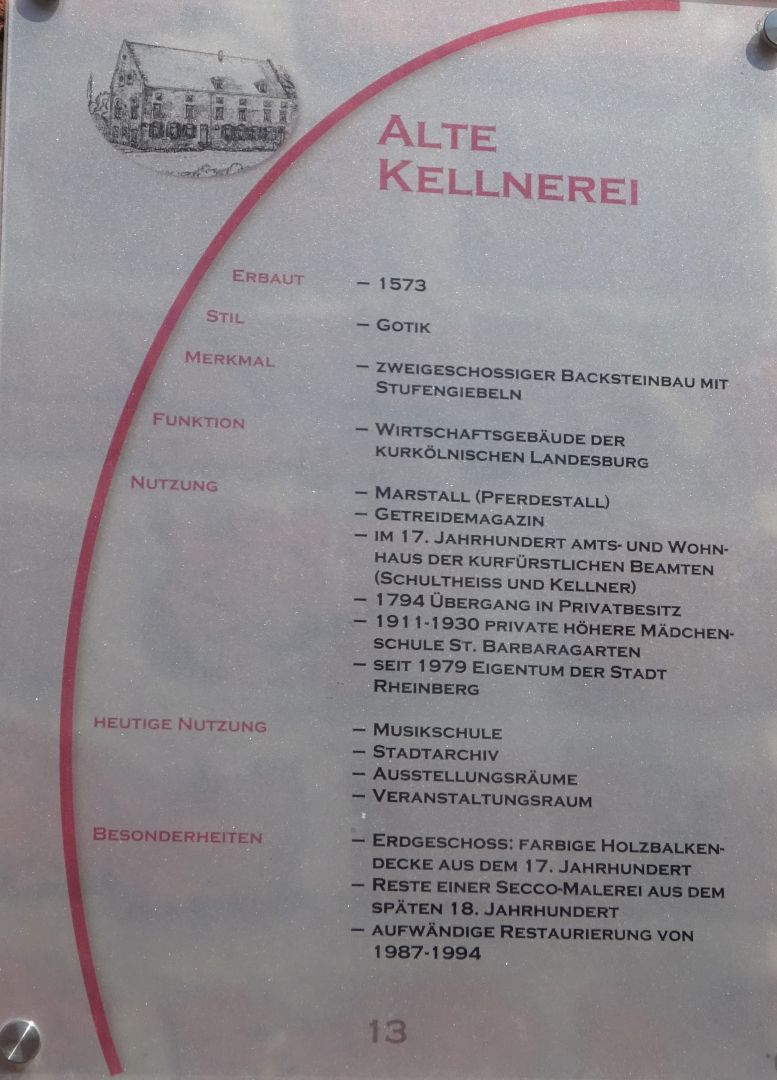 ALTE
KELLNEREI
ERBAUT – 1573
STIL – GOTIK
MERKMAL – ZWEIGESCHOSSIGER BACKSTEINBAU MIT
STUFENGIEBELN
FUNKTION – WIRTSCHAFTSGEBÄUDE DER
KURKÖLNISCHEN LANDESBURG
NUTZUNG – MARSTALL (PFERDESTALL)
– GETREIDEMAGAZIN
– IM 17. JAHRHUNDERT AMTS- UND WOHN-
HAUS DER KURFÜRSTLICHEN BEAMTEN
(SCHULTHEISS UND KELLNER)
– 1794 ÜBERGANG IN PRIVATBESITZ
– 1911-1930 PRIVATE HÖHERE MÄDCHEN-
SCHULE ST. BARBARAGARTEN
– SEIT 1979 EIGENTUM DER STADT
RHEINBERG
HEUTIGE NUTZUNG – MUSIKSCHULE
– STADTARCHIV
– AUSSTELLUNGSRÄUME
– VERANSTALTUNGSRAUM
BESONDERHEITEN – ERDGESCHOSS: FARBIGE HOLZBALKEN-
DECKE AUS DEM 17. JAHRHUNDERT
– RESTE EINER SECCO-MALEREI AUS DEM
SPÄTEN 18. JAHRHUNDERT
– AUFWÄNDIGE RESTAURIERUNG VON
1987-1994
13